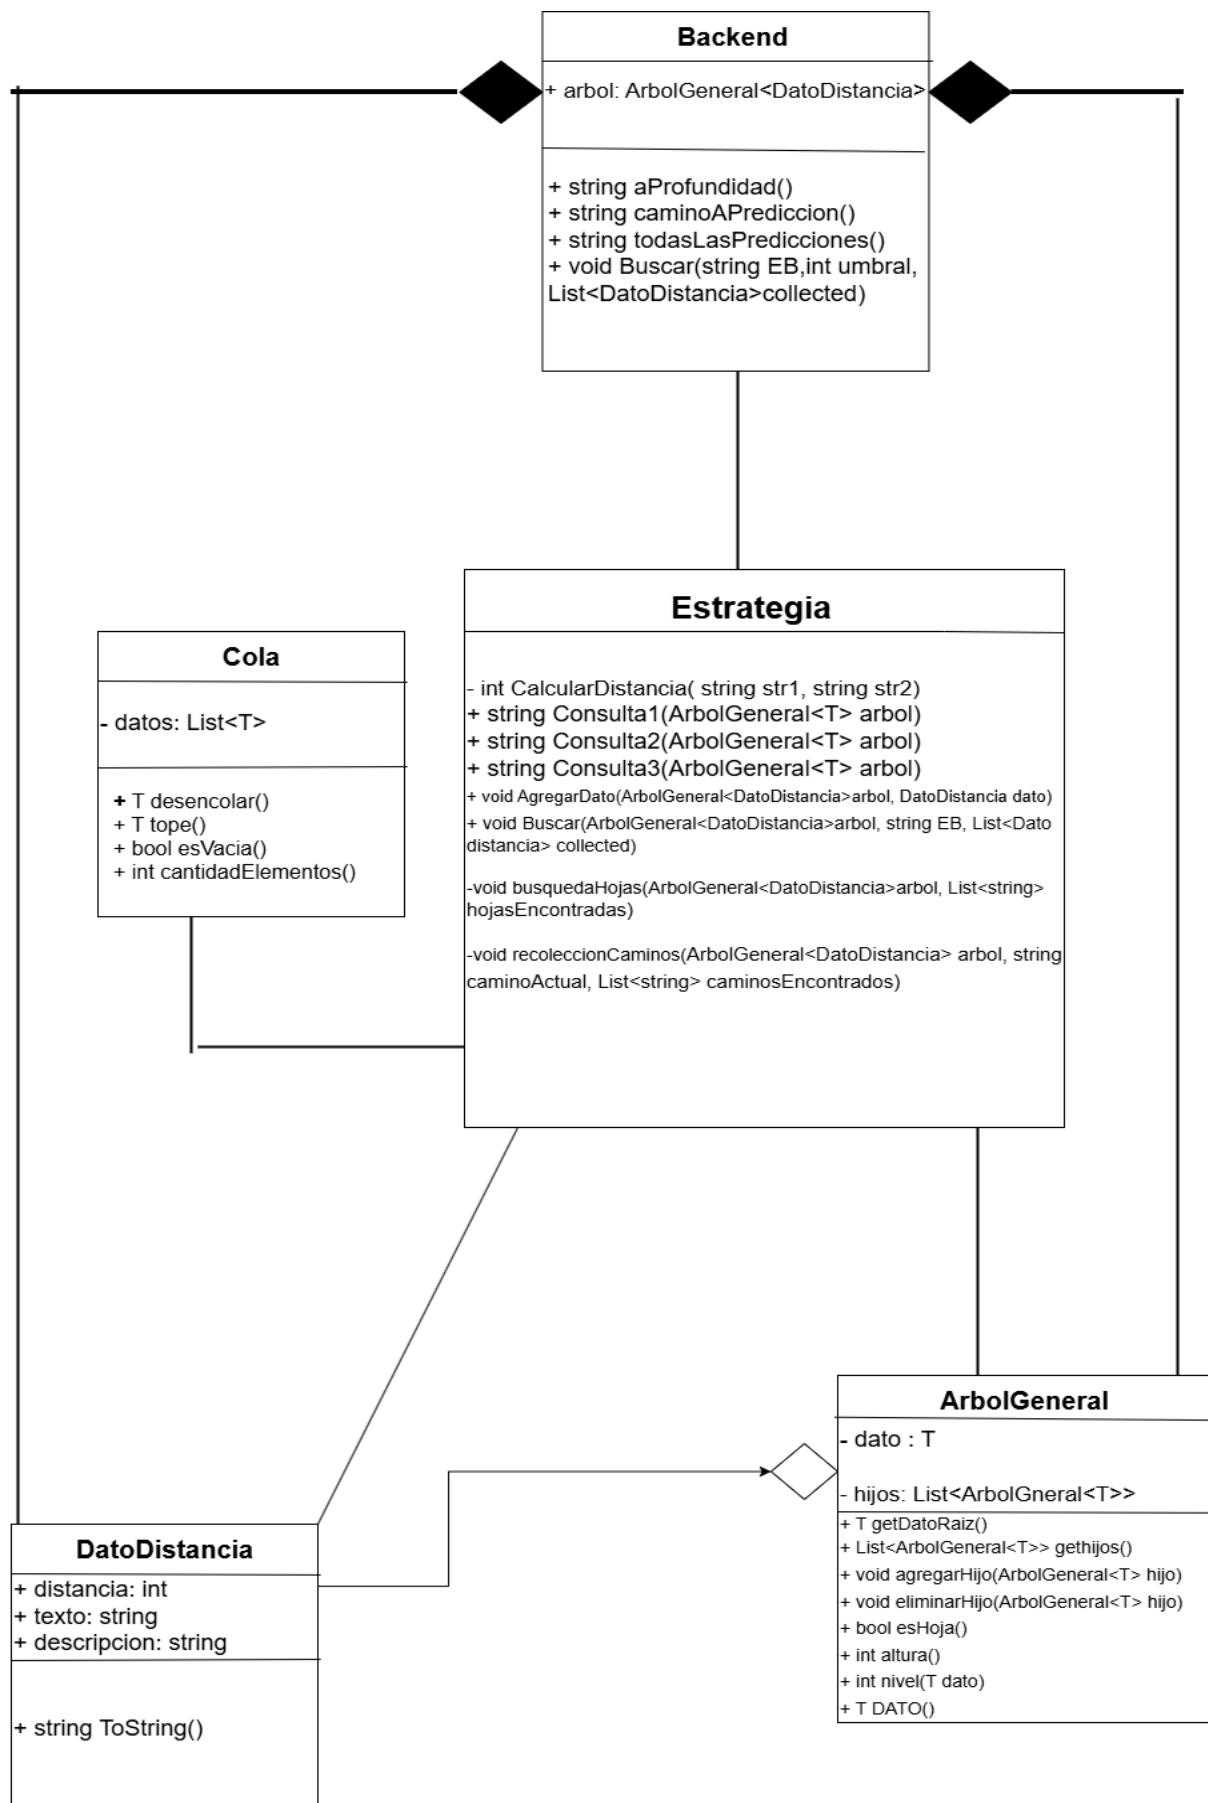 Backend
+ arbol: ArbolGeneral<DatoDistancia>
+ string aProfundidad()
+ string caminoAPrediccion()
+ string todasLasPredicciones()
+ void Buscar(string EB,int umbral,
List<DatoDistancia>collected)
Estrategia
- int CalcularDistancia( string str1, string str2)
+ string Consulta1(ArbolGeneral<T> arbol)
+ string Consulta2(ArbolGeneral<T> arbol)
+ string Consulta3(ArbolGeneral<T> arbol)
+ void AgregarDato(ArbolGeneral<DatoDistancia>arbol, DatoDistancia dato)
+ void Buscar(ArbolGeneral<DatoDistancia>arbol, string EB, List<Dato
distancia> collected)
-void busquedaHojas(ArbolGeneral<DatoDistancia>arbol, List<string>
hojasEncontradas)
-void recoleccionCaminos(ArbolGeneral<DatoDistancia> arbol, string
caminoActual, List<string> caminosEncontrados)
Cola
- datos: List<T>
+ T desencolar()
+ T tope()
+ bool esVacia()
+ int cantidadElementos()
ArbolGeneral
- dato : T
- hijos: List<ArbolGneral<T>>
+ T getDatoRaiz()
+ List<ArbolGeneral<T>> gethijos()
+ void agregarHijo(ArbolGeneral<T> hijo)
+ void eliminarHijo(ArbolGeneral<T> hijo)
+ bool esHoja()
+ int altura()
+ int nivel(T dato)
+ T DATO()
DatoDistancia
+ distancia: int
+ texto: string
+ descripcion: string
+ string ToString()